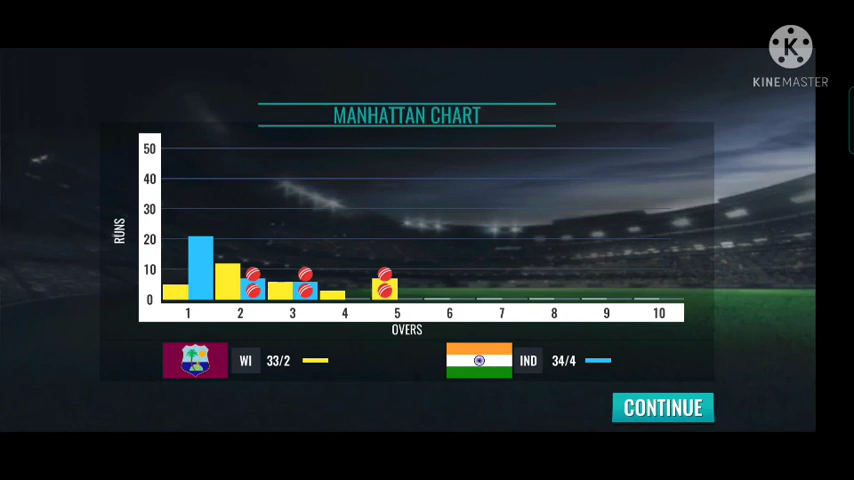 KINEMASTER
MANHATTAN CHART
50
40
30
20
10
0
RUNS
1 2 3 4 5 6 7 8 9 10
OVERS
WI 33/2 IND 34/4
CONTINUE